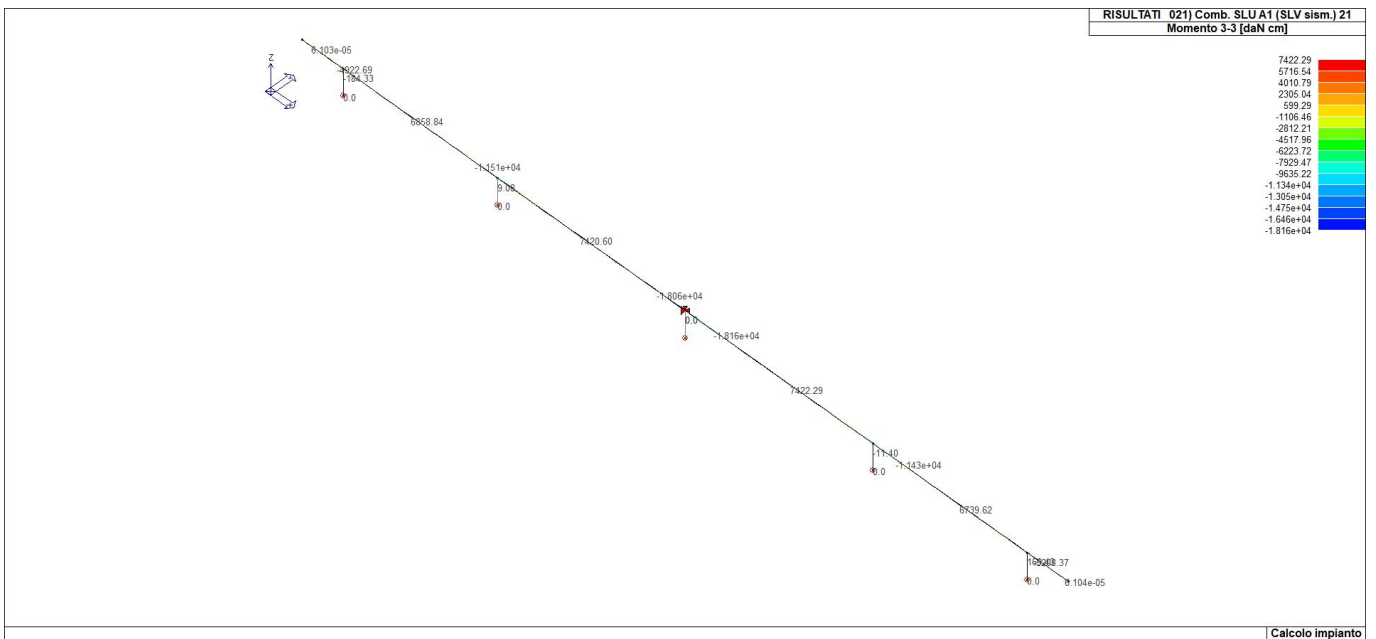 RISULTATI 021) Comb. SLU A1 (SLV sism.) 21
Momento 3-3 [daN cm]
7422.29
5716.54
4010.79
2305.04
599.29
-1106.46
-2812.21
-4517.96
-6223.72
-7929.47
-9635.22
-1.134e+04
-1.305e+04
-1.475e+04
-1.646e+04
-1.816e+04
Z
6.103e-05
-184.33
0.0
6858.84
-1.151e+04
9.08
0.0
7420.60
-1.806e+04
0.0
-1.816e+04
7422.29
-11.40
-1.143e+04
0.0
6739.62
0.0
6.104e-05
Calcolo impianto